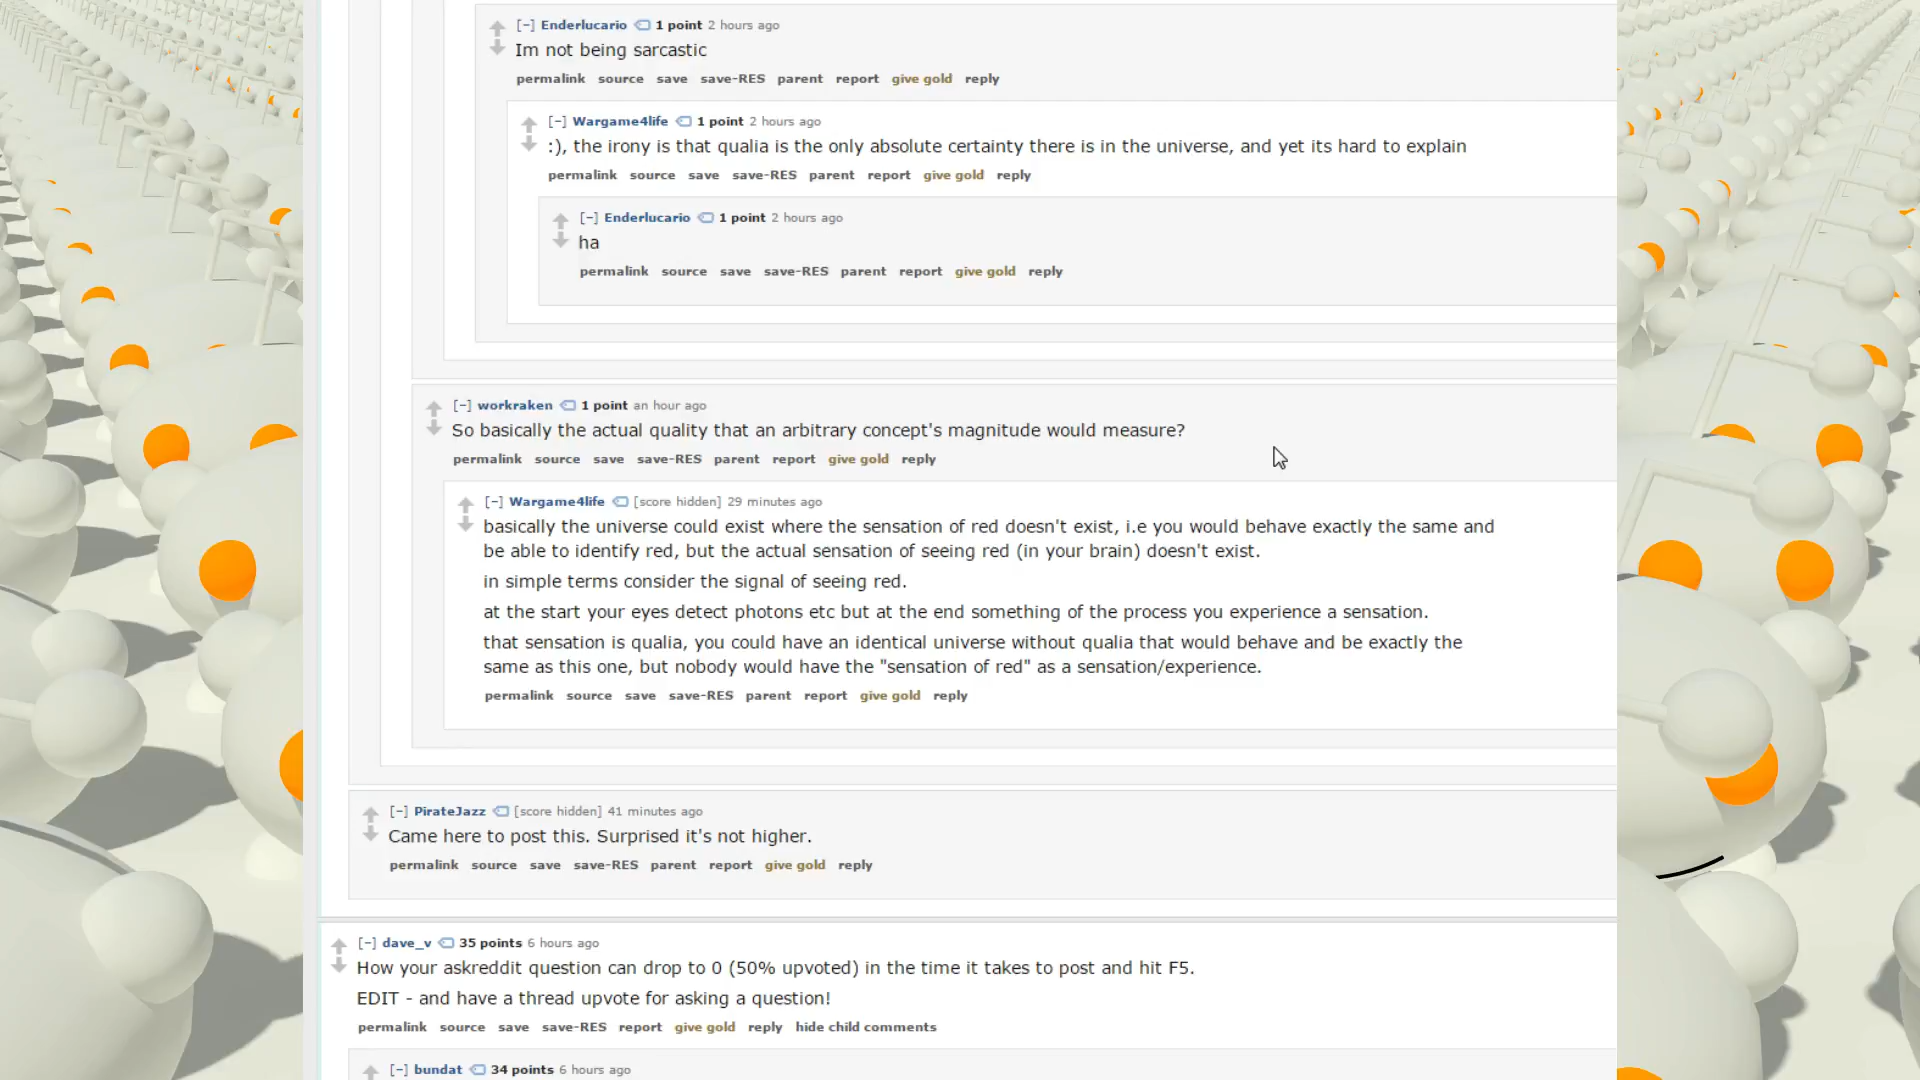 [−] Enderlucario 1 point 2 hours ago
Im not being sarcastic
permalink source save save-RES parent report give gold reply
[−] Wargame4life 1 point 2 hours ago
:), the irony is that qualia is the only absolute certainty there is in the universe, and yet its hard to explain
permalink source save save-RES parent report give gold reply
[−] Enderlucario 1 point 2 hours ago
ha
permalink source save save-RES parent report give gold reply
[−] workraken 1 point an hour ago
So basically the actual quality that an arbitrary concept's magnitude would measure?
permalink source save save-RES parent report give gold reply
[−] Wargame4life [score hidden] 29 minutes ago
basically the universe could exist where the sensation of red doesn't exist, i.e you would behave exactly the same and
be able to identify red, but the actual sensation of seeing red (in your brain) doesn't exist.
in simple terms consider the signal of seeing red.
at the start your eyes detect photons etc but at the end something of the process you experience a sensation.
that sensation is qualia, you could have an identical universe without qualia that would behave and be exactly the
same as this one, but nobody would have the "sensation of red" as a sensation/experience.
permalink source save save-RES parent report give gold reply
[−] PirateJazz [score hidden] 41 minutes ago
Came here to post this. Surprised it's not higher.
permalink source save save-RES parent report give gold reply
[−] dave_v 35 points 6 hours ago
How your askreddit question can drop to 0 (50% upvoted) in the time it takes to post and hit F5.
EDIT - and have a thread upvote for asking a question!
permalink source save save-RES report give gold reply hide child comments
[−] bundat 34 points 6 hours ago